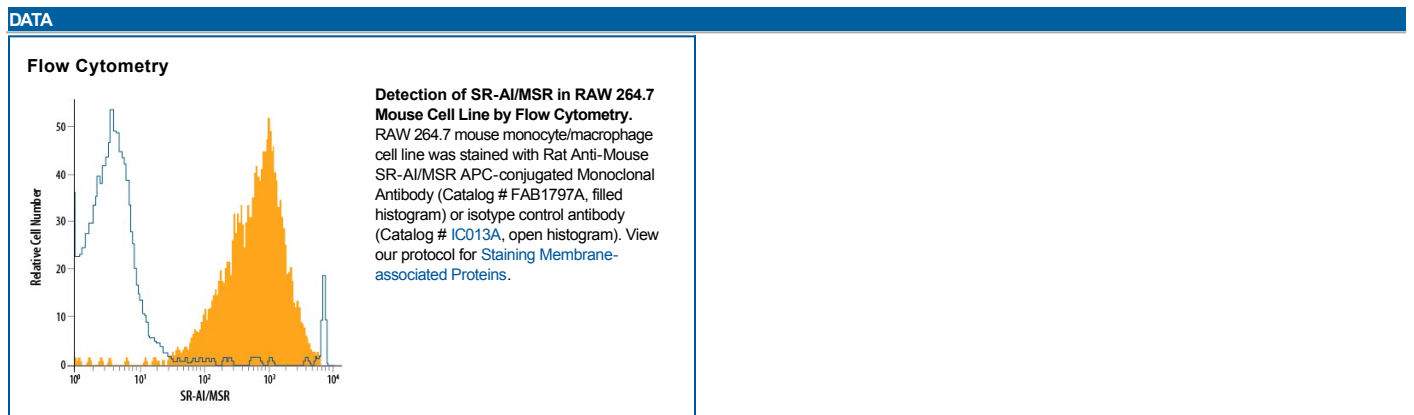 DATA
Flow Cytometry
Detection of SR-AI/MSR in RAW 264.7
Mouse Cell Line by Flow Cytometry.
RAW 264.7 mouse monocyte/macrophage
cell line was stained with Rat Anti-Mouse
SR-AI/MSR APC-conjugated Monoclonal
Antibody (Catalog # FAB1797A, filled
histogram) or isotype control antibody
(Catalog # IC013A, open histogram). View
our protocol for Staining Membrane-
associated Proteins.
Relative Cell Number
50
40
30
20
10
0
10⁰ 10¹ 10² 10³ 10⁴
SR-AI/MSR